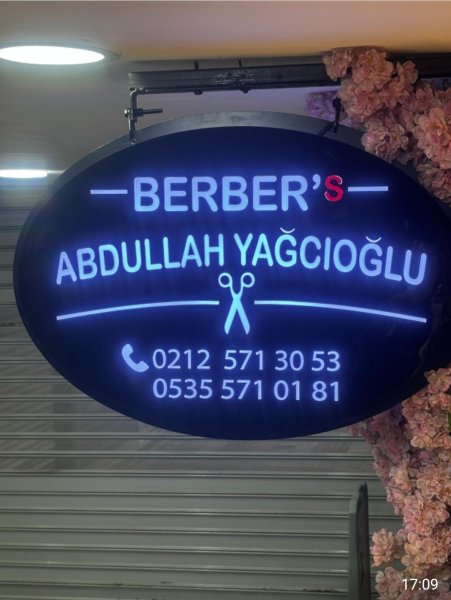 BERBER's
ABDULLAH YAĞCIOĞLU
0212 571 30 53
0535 571 01 81
17:09